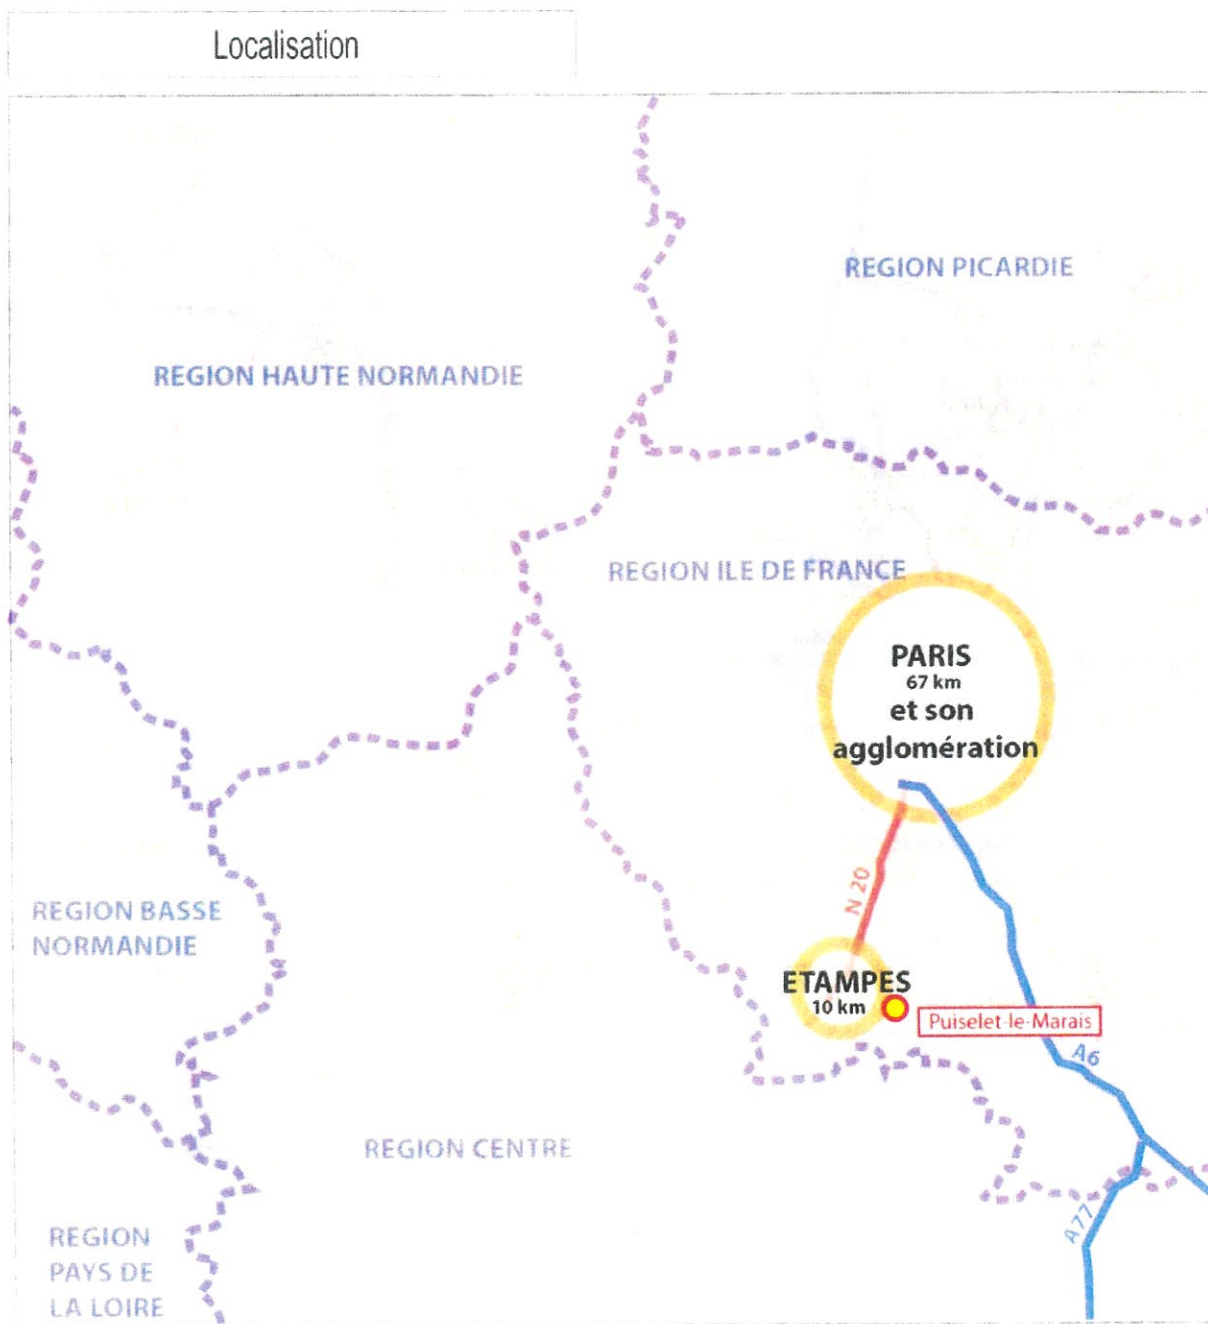 Localisation
REGION PICARDIE
REGION HAUTE NORMANDIE
REGION ILE DE FRANCE
PARIS
67 km
et son
agglomération
N 20
REGION BASSE
NORMANDIE
ETAMPES
10 km
Puiselet-le-Marais
A6
REGION CENTRE
A77
REGION
PAYS DE
LA LOIRE